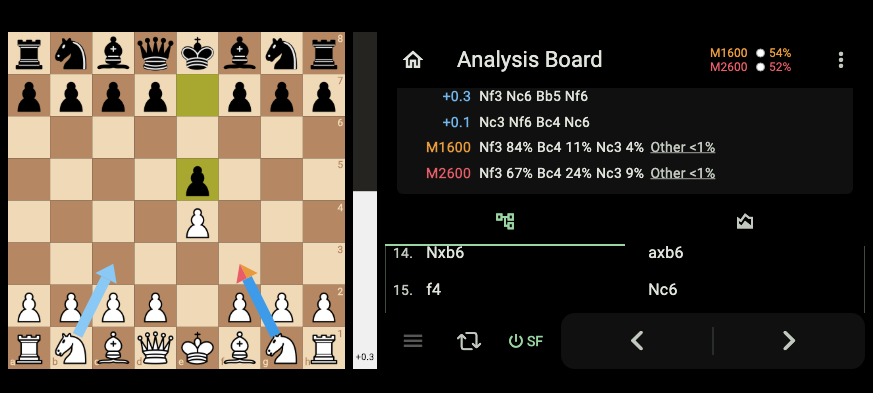 8
7
6
5
4
3
2
1
a b c d e f g h
+0.3
Analysis Board
M1600 54%
M2600 52%
+0.3 Nf3 Nc6 Bb5 Nf6
+0.1 Nc3 Nf6 Bc4 Nc6
M1600 Nf3 84% Bc4 11% Nc3 4% Other <1%
M2600 Nf3 67% Bc4 24% Nc3 9% Other <1%
14. Nxb6 axb6
15. f4 Nc6
SF